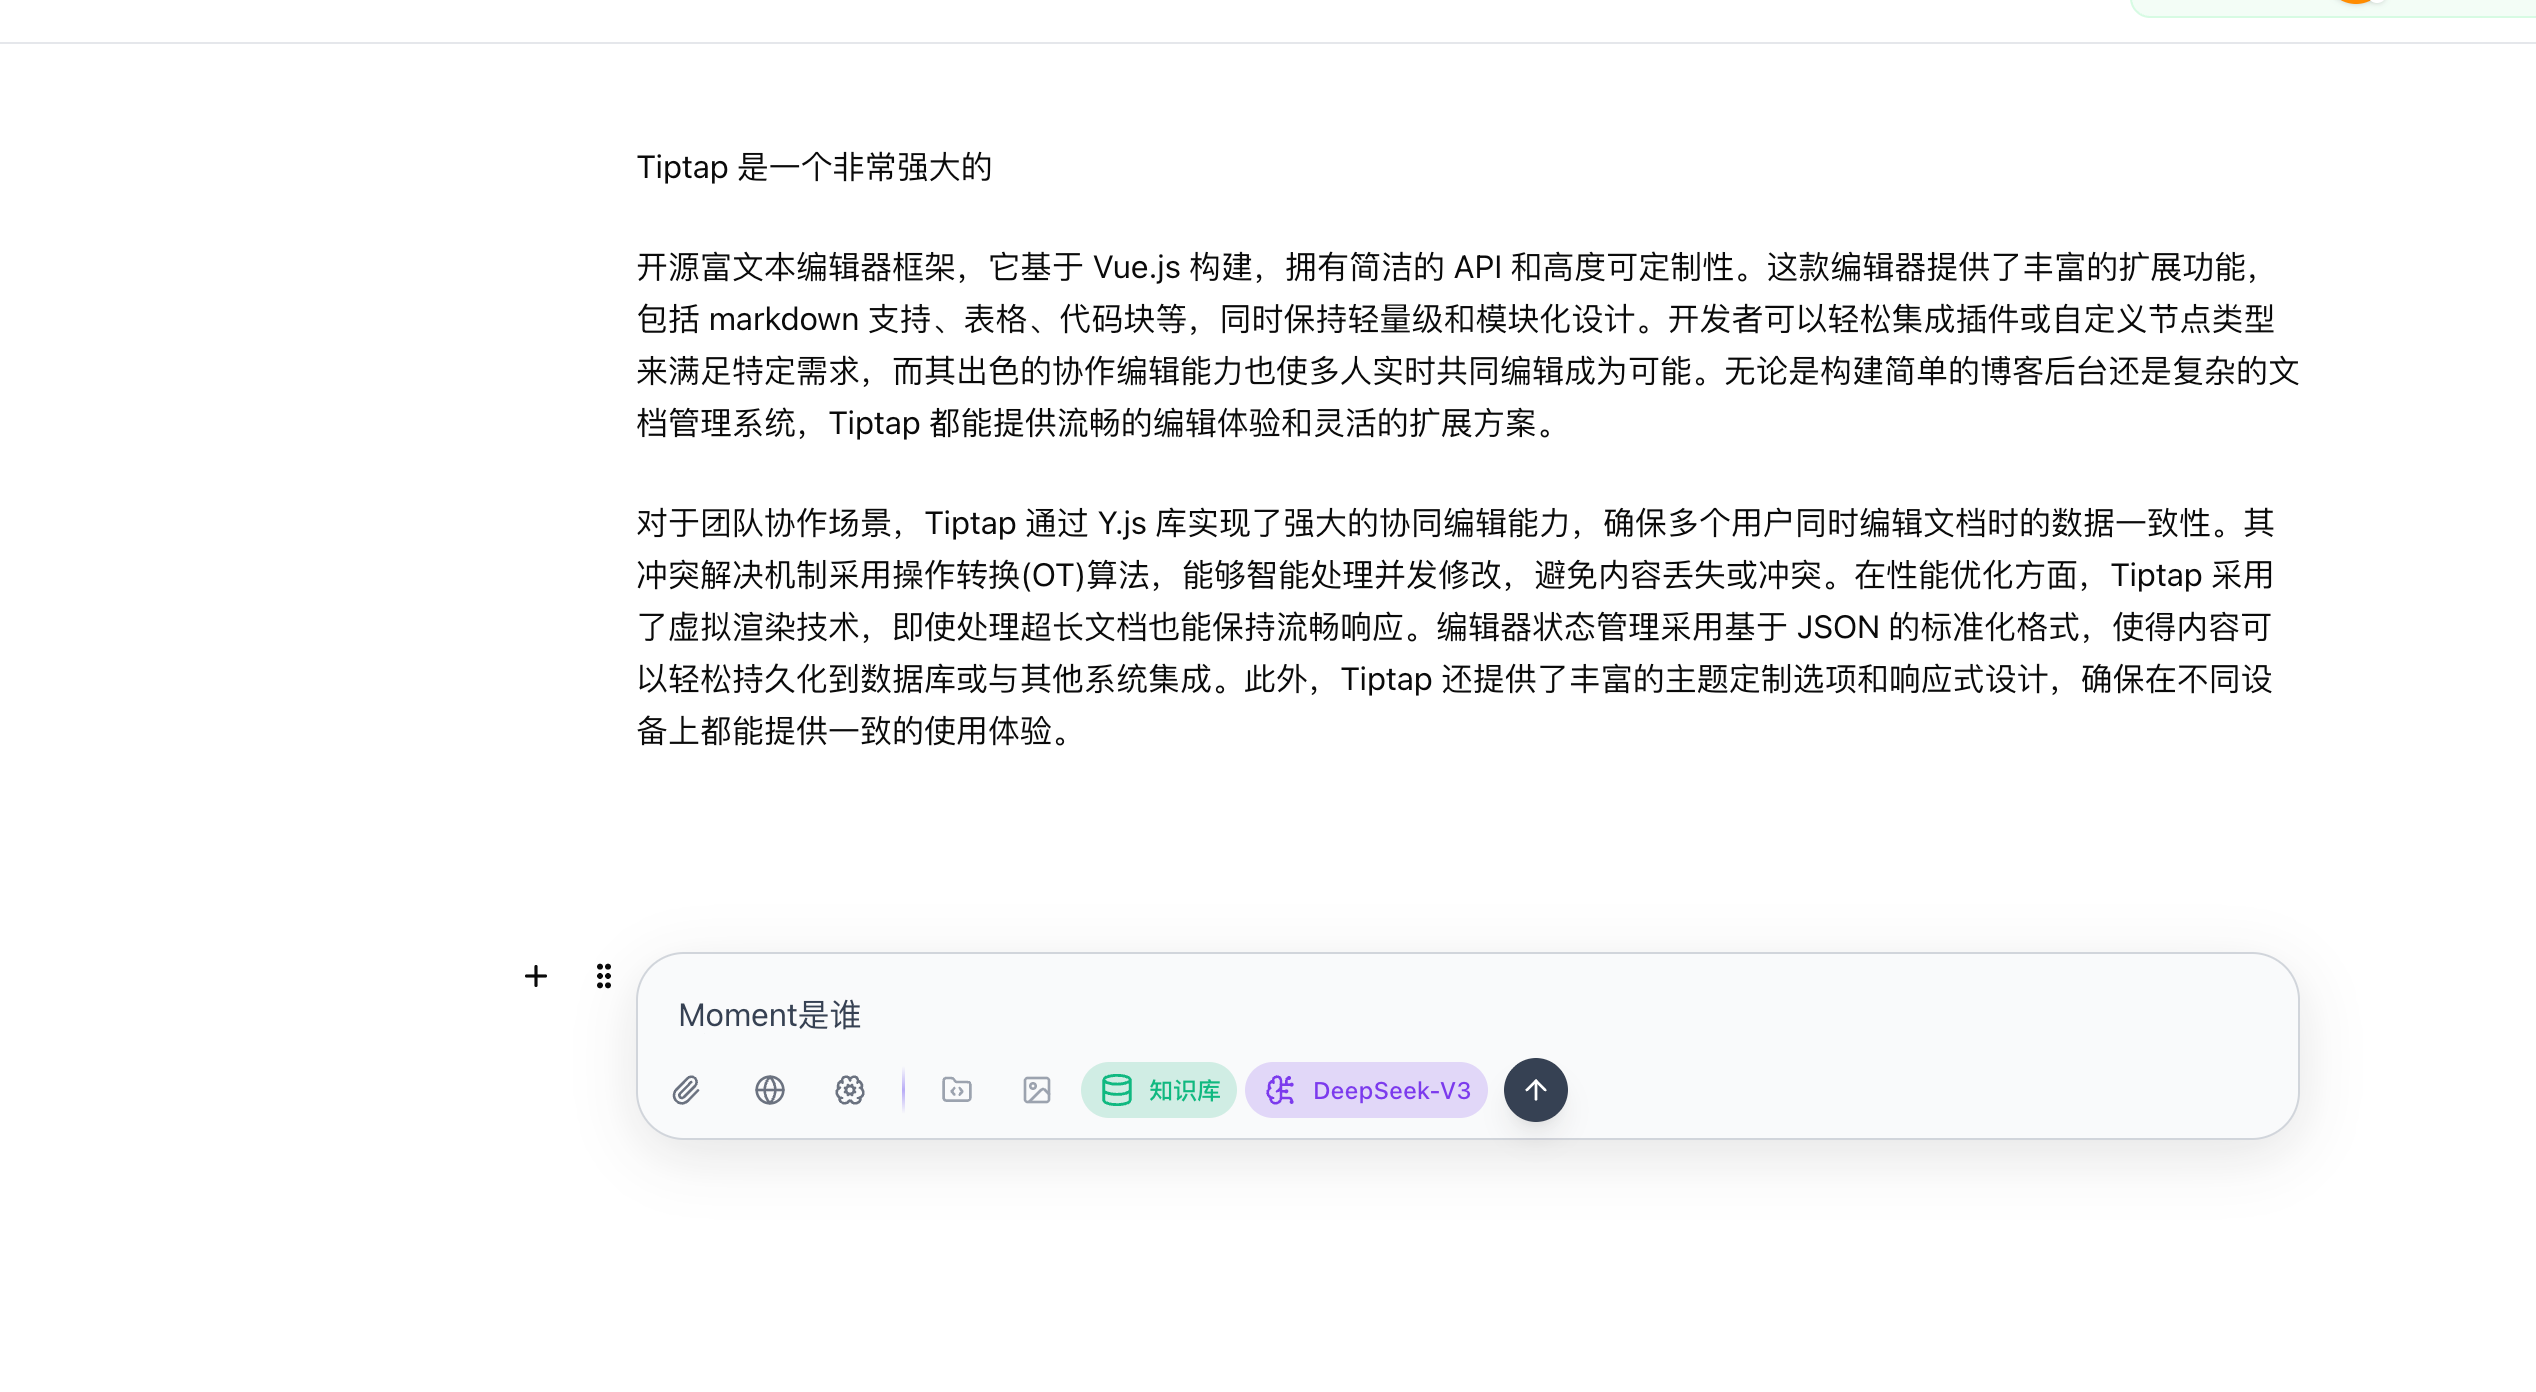 Tiptap 是一个非常强大的
开源富文本编辑器框架，它基于 Vue.js 构建，拥有简洁的 API 和高度可定制性。这款编辑器提供了丰富的扩展功能，
包括 markdown 支持、表格、代码块等，同时保持轻量级和模块化设计。开发者可以轻松集成插件或自定义节点类型
来满足特定需求，而其出色的协作编辑能力也使多人实时共同编辑成为可能。无论是构建简单的博客后台还是复杂的文
档管理系统，Tiptap 都能提供流畅的编辑体验和灵活的扩展方案。
对于团队协作场景，Tiptap 通过 Y.js 库实现了强大的协同编辑能力，确保多个用户同时编辑文档时的数据一致性。其
冲突解决机制采用操作转换(OT)算法，能够智能处理并发修改，避免内容丢失或冲突。在性能优化方面，Tiptap 采用
了虚拟渲染技术，即使处理超长文档也能保持流畅响应。编辑器状态管理采用基于 JSON 的标准化格式，使得内容可
以轻松持久化到数据库或与其他系统集成。此外，Tiptap 还提供了丰富的主题定制选项和响应式设计，确保在不同设
备上都能提供一致的使用体验。
Moment是谁
知识库 DeepSeek-V3